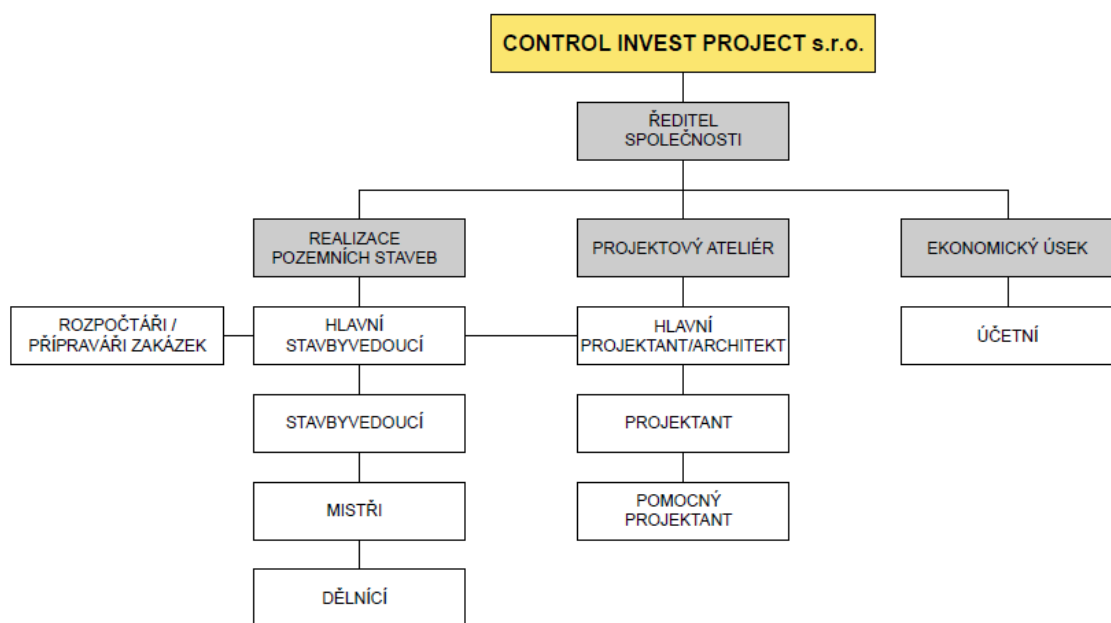 CONTROL INVEST PROJECT s.r.o.
ŘEDITEL
SPOLEČNOSTI
REALIZACE
POZEMNÍCH STAVEB
PROJEKTOVÝ ATELIÉR
EKONOMICKÝ ÚSEK
ROZPOČTÁŘI /
PŘÍPRAVÁŘI ZAKÁZEK
HLAVNÍ
STAVBYVEDOUCÍ
HLAVNÍ
PROJEKTANT/ARCHITEKT
ÚČETNÍ
STAVBYVEDOUCÍ
PROJEKTANT
MISTŘI
POMOCNÝ
PROJEKTANT
DĚLNÍCÍ